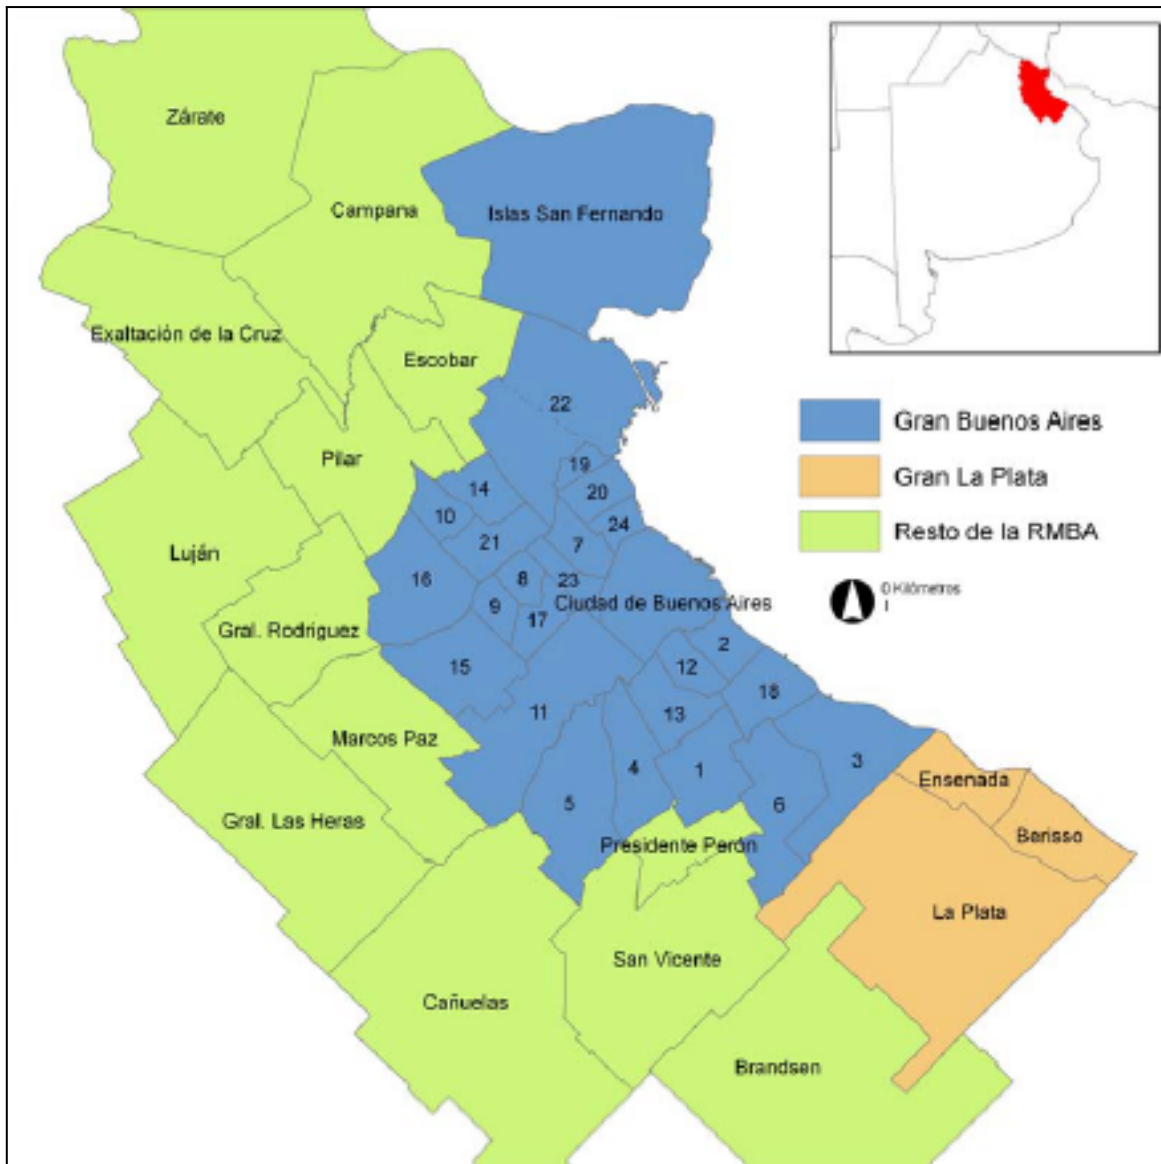 Zárate
Campana
Islas San Fernando
Exaltación de la Cruz
Escobar
22
Gran Buenos Aires
Pilar
19
Gran La Plata
14
20
10
24
Resto de la RMBA
21
7
Luján
16
8
23
0 Kilómetros
9
Ciudad de Buenos Aires
17
Gral. Rodriguez
2
15
12
18
11
13
Marcos Paz
3
4
1
Ensenada
5
6
Gral. Las Heras
Berisso
Presidente Perón
La Plata
San Vicente
Cañuelas
Brandsen